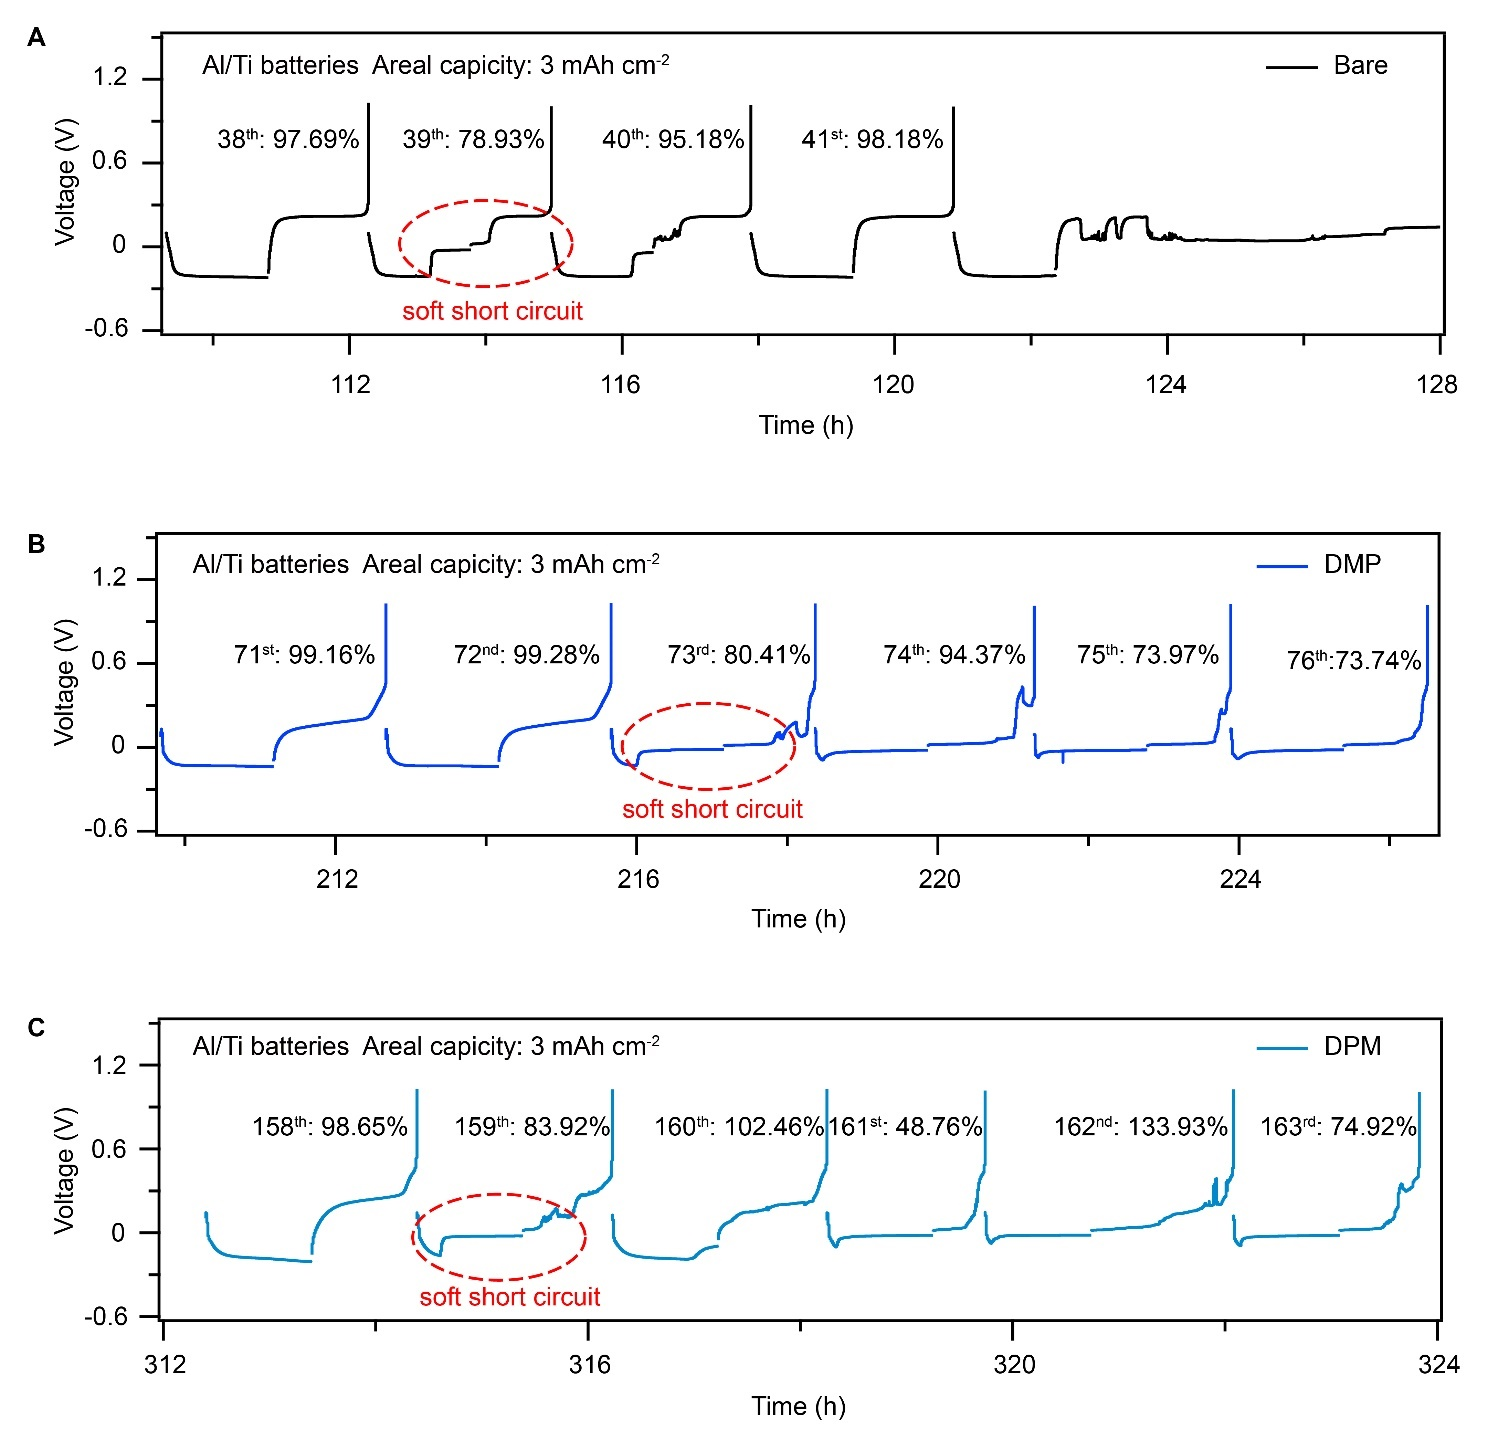 A
Al/Ti batteries Areal capicity: 3 mAh cm-2
Bare
1.2
0.6
0
-0.6
Voltage (V)
38th: 97.69%
39th: 78.93%
40th: 95.18%
41st: 98.18%
soft short circuit
112
116
120
124
128
Time (h)
B
Al/Ti batteries Areal capicity: 3 mAh cm-2
DMP
1.2
0.6
0
-0.6
Voltage (V)
71st: 99.16%
72nd: 99.28%
73rd: 80.41%
74th: 94.37%
75th: 73.97%
76th:73.74%
soft short circuit
212
216
220
224
Time (h)
C
Al/Ti batteries Areal capicity: 3 mAh cm-2
DPM
1.2
0.6
0
-0.6
Voltage (V)
158th: 98.65%
159th: 83.92%
160th: 102.46%
161st: 48.76%
162nd: 133.93%
163rd: 74.92%
soft short circuit
312
316
320
324
Time (h)